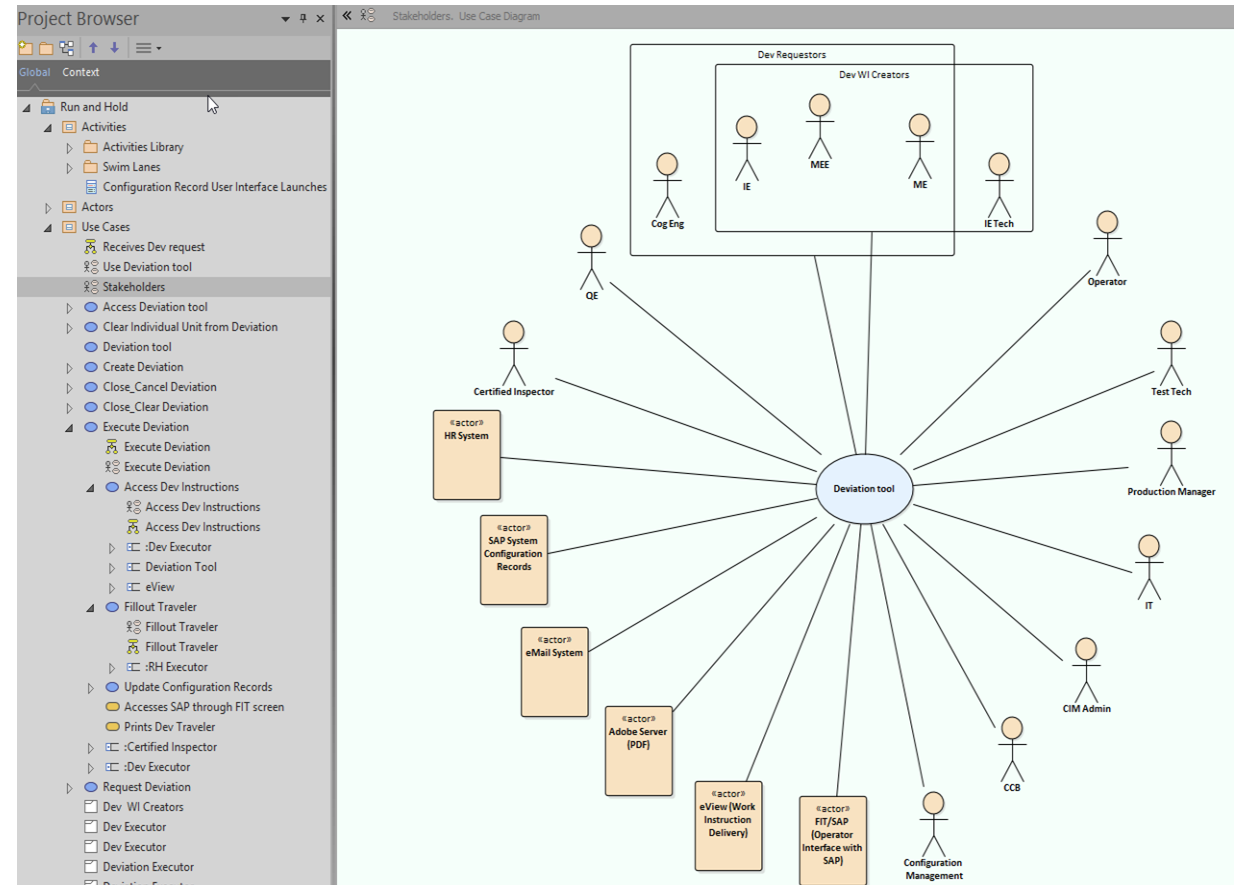 Project Browser
Stakeholders. Use Case Diagram
Global Context
Run and Hold
Activities
Activities Library
Swim Lanes
Configuration Record User Interface Launches
Actors
Use Cases
Receives Dev request
Use Deviation tool
Stakeholders
Access Deviation tool
Clear Individual Unit from Deviation
Deviation tool
Create Deviation
Close_Cancel Deviation
Close_Clear Deviation
Execute Deviation
Execute Deviation
Execute Deviation
Access Dev Instructions
Access Dev Instructions
Access Dev Instructions
:Dev Executor
Deviation Tool
eView
Fillout Traveler
Fillout Traveler
Fillout Traveler
:RH Executor
Update Configuration Records
Accesses SAP through FIT screen
Prints Dev Traveler
:Certified Inspector
:Dev Executor
Request Deviation
Dev WI Creators
Dev Executor
Dev Executor
Deviation Executor
Dev Requestors
Dev WI Creators
MEE
IE
ME
Cog Eng
IE Tech
QE
Operator
Certified Inspector
Test Tech
«actor»
HR System
Deviation tool
Production Manager
«actor»
SAP System
Configuration
Records
IT
«actor»
eMail System
CIM Admin
«actor»
Adobe Server
(PDF)
CCB
«actor»
eView (Work
Instruction
Delivery)
«actor»
FIT/SAP
(Operator
Interface with
SAP)
Configuration
Management